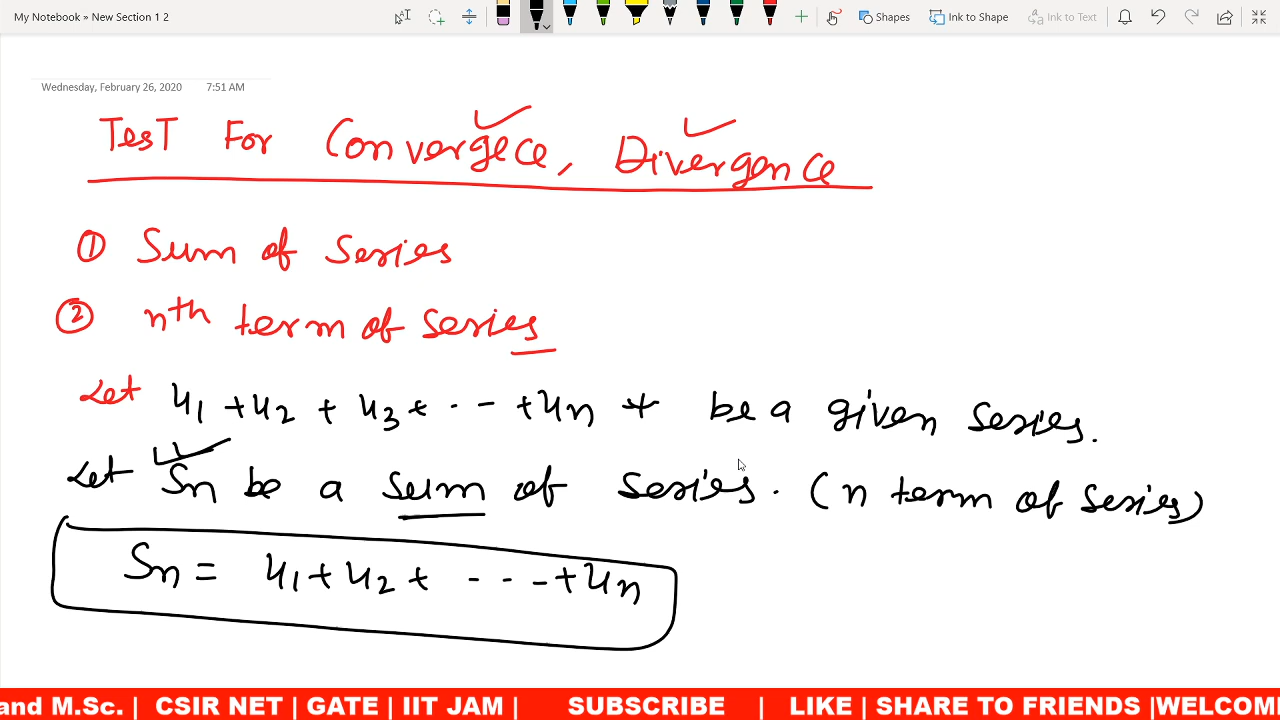 My Notebook » New Section 1 2
Shapes
Ink to Shape
Ink to Text
Wednesday, February 26, 2020 7:51 AM
TesT For Convergece, Divergence
① Sum of Series
② nth term of series
Let u1 + u2 + u3 + - - - + un + be a given series.
Let Sn be a sum of series. (n term of series)
Sn = u1 + u2 + - - - + un
and M.Sc. | CSIR NET | GATE | IIT JAM | SUBSCRIBE | LIKE | SHARE TO FRIENDS |WELCOM